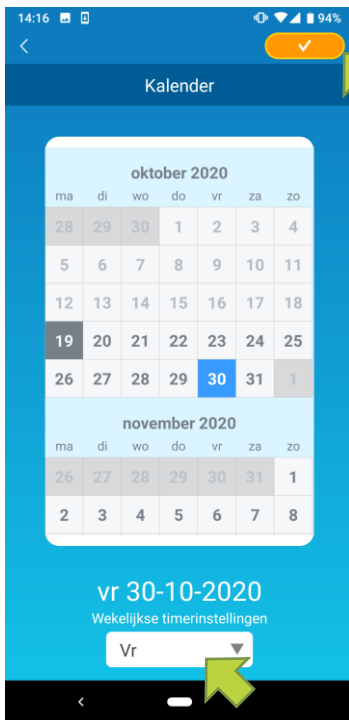 14:16 94%
Kalender
oktober 2020
ma di wo do vr za zo
28 29 30 1 2 3 4
5 6 7 8 9 10 11
12 13 14 15 16 17 18
19 20 21 22 23 24 25
26 27 28 29 30 31 1
november 2020
ma di wo do vr za zo
26 27 28 29 30 31 1
2 3 4 5 6 7 8
vr 30-10-2020
Wekelijkse timerinstellingen
Vr